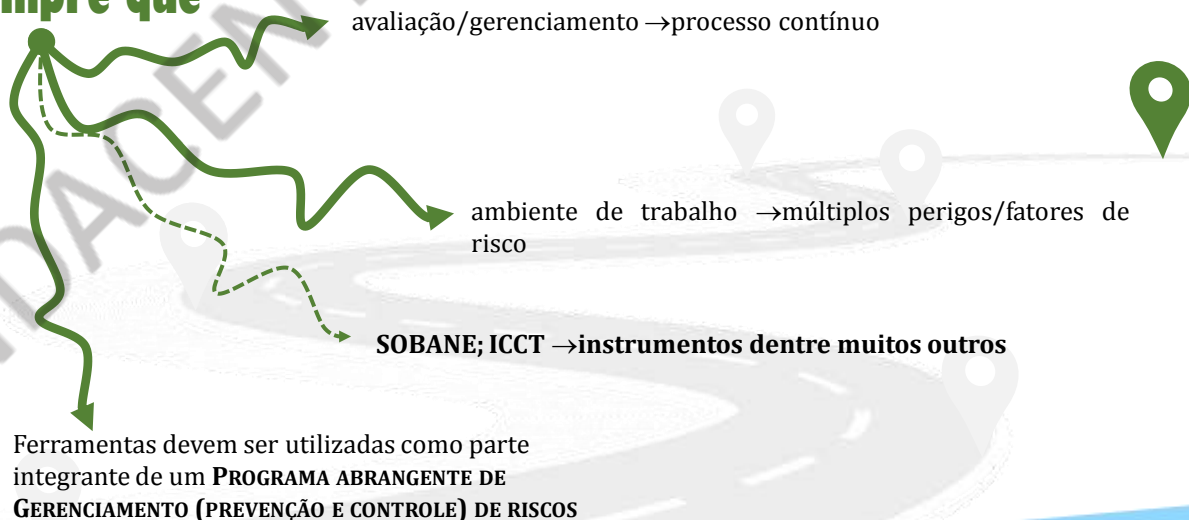 mpre que
avaliação/gerenciamento →processo contínuo
ambiente de trabalho →múltiplos perigos/fatores de
risco
SOBANE; ICCT →instrumentos dentre muitos outros
Ferramentas devem ser utilizadas como parte
integrante de um PROGRAMA ABRANGENTE DE
GERENCIAMENTO (PREVENÇÃO E CONTROLE) DE RISCOS
DACEN